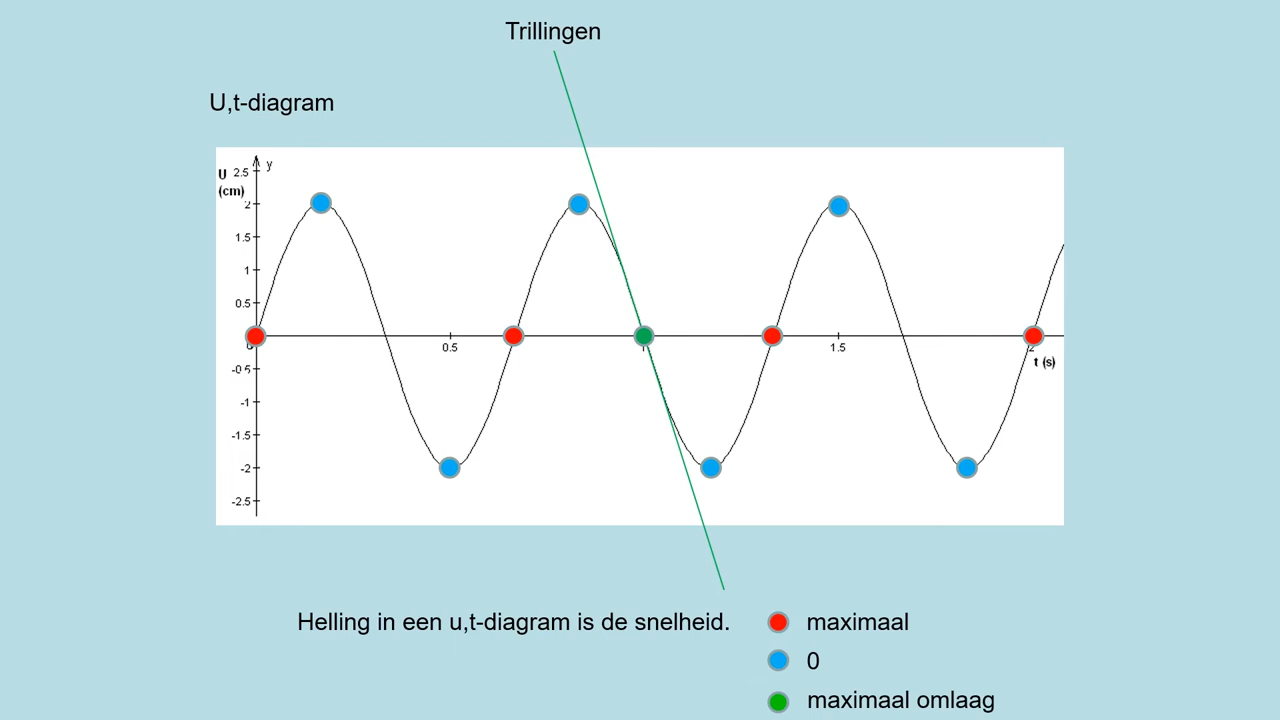 Trillingen
U,t-diagram
y
U
(cm)
2.5
2
1.5
1
0.5
0
-0 5
-1
-1.5
-2
-2.5
0.5
1.5
2
t (s)
Helling in een u,t-diagram is de snelheid.
maximaal
0
maximaal omlaag